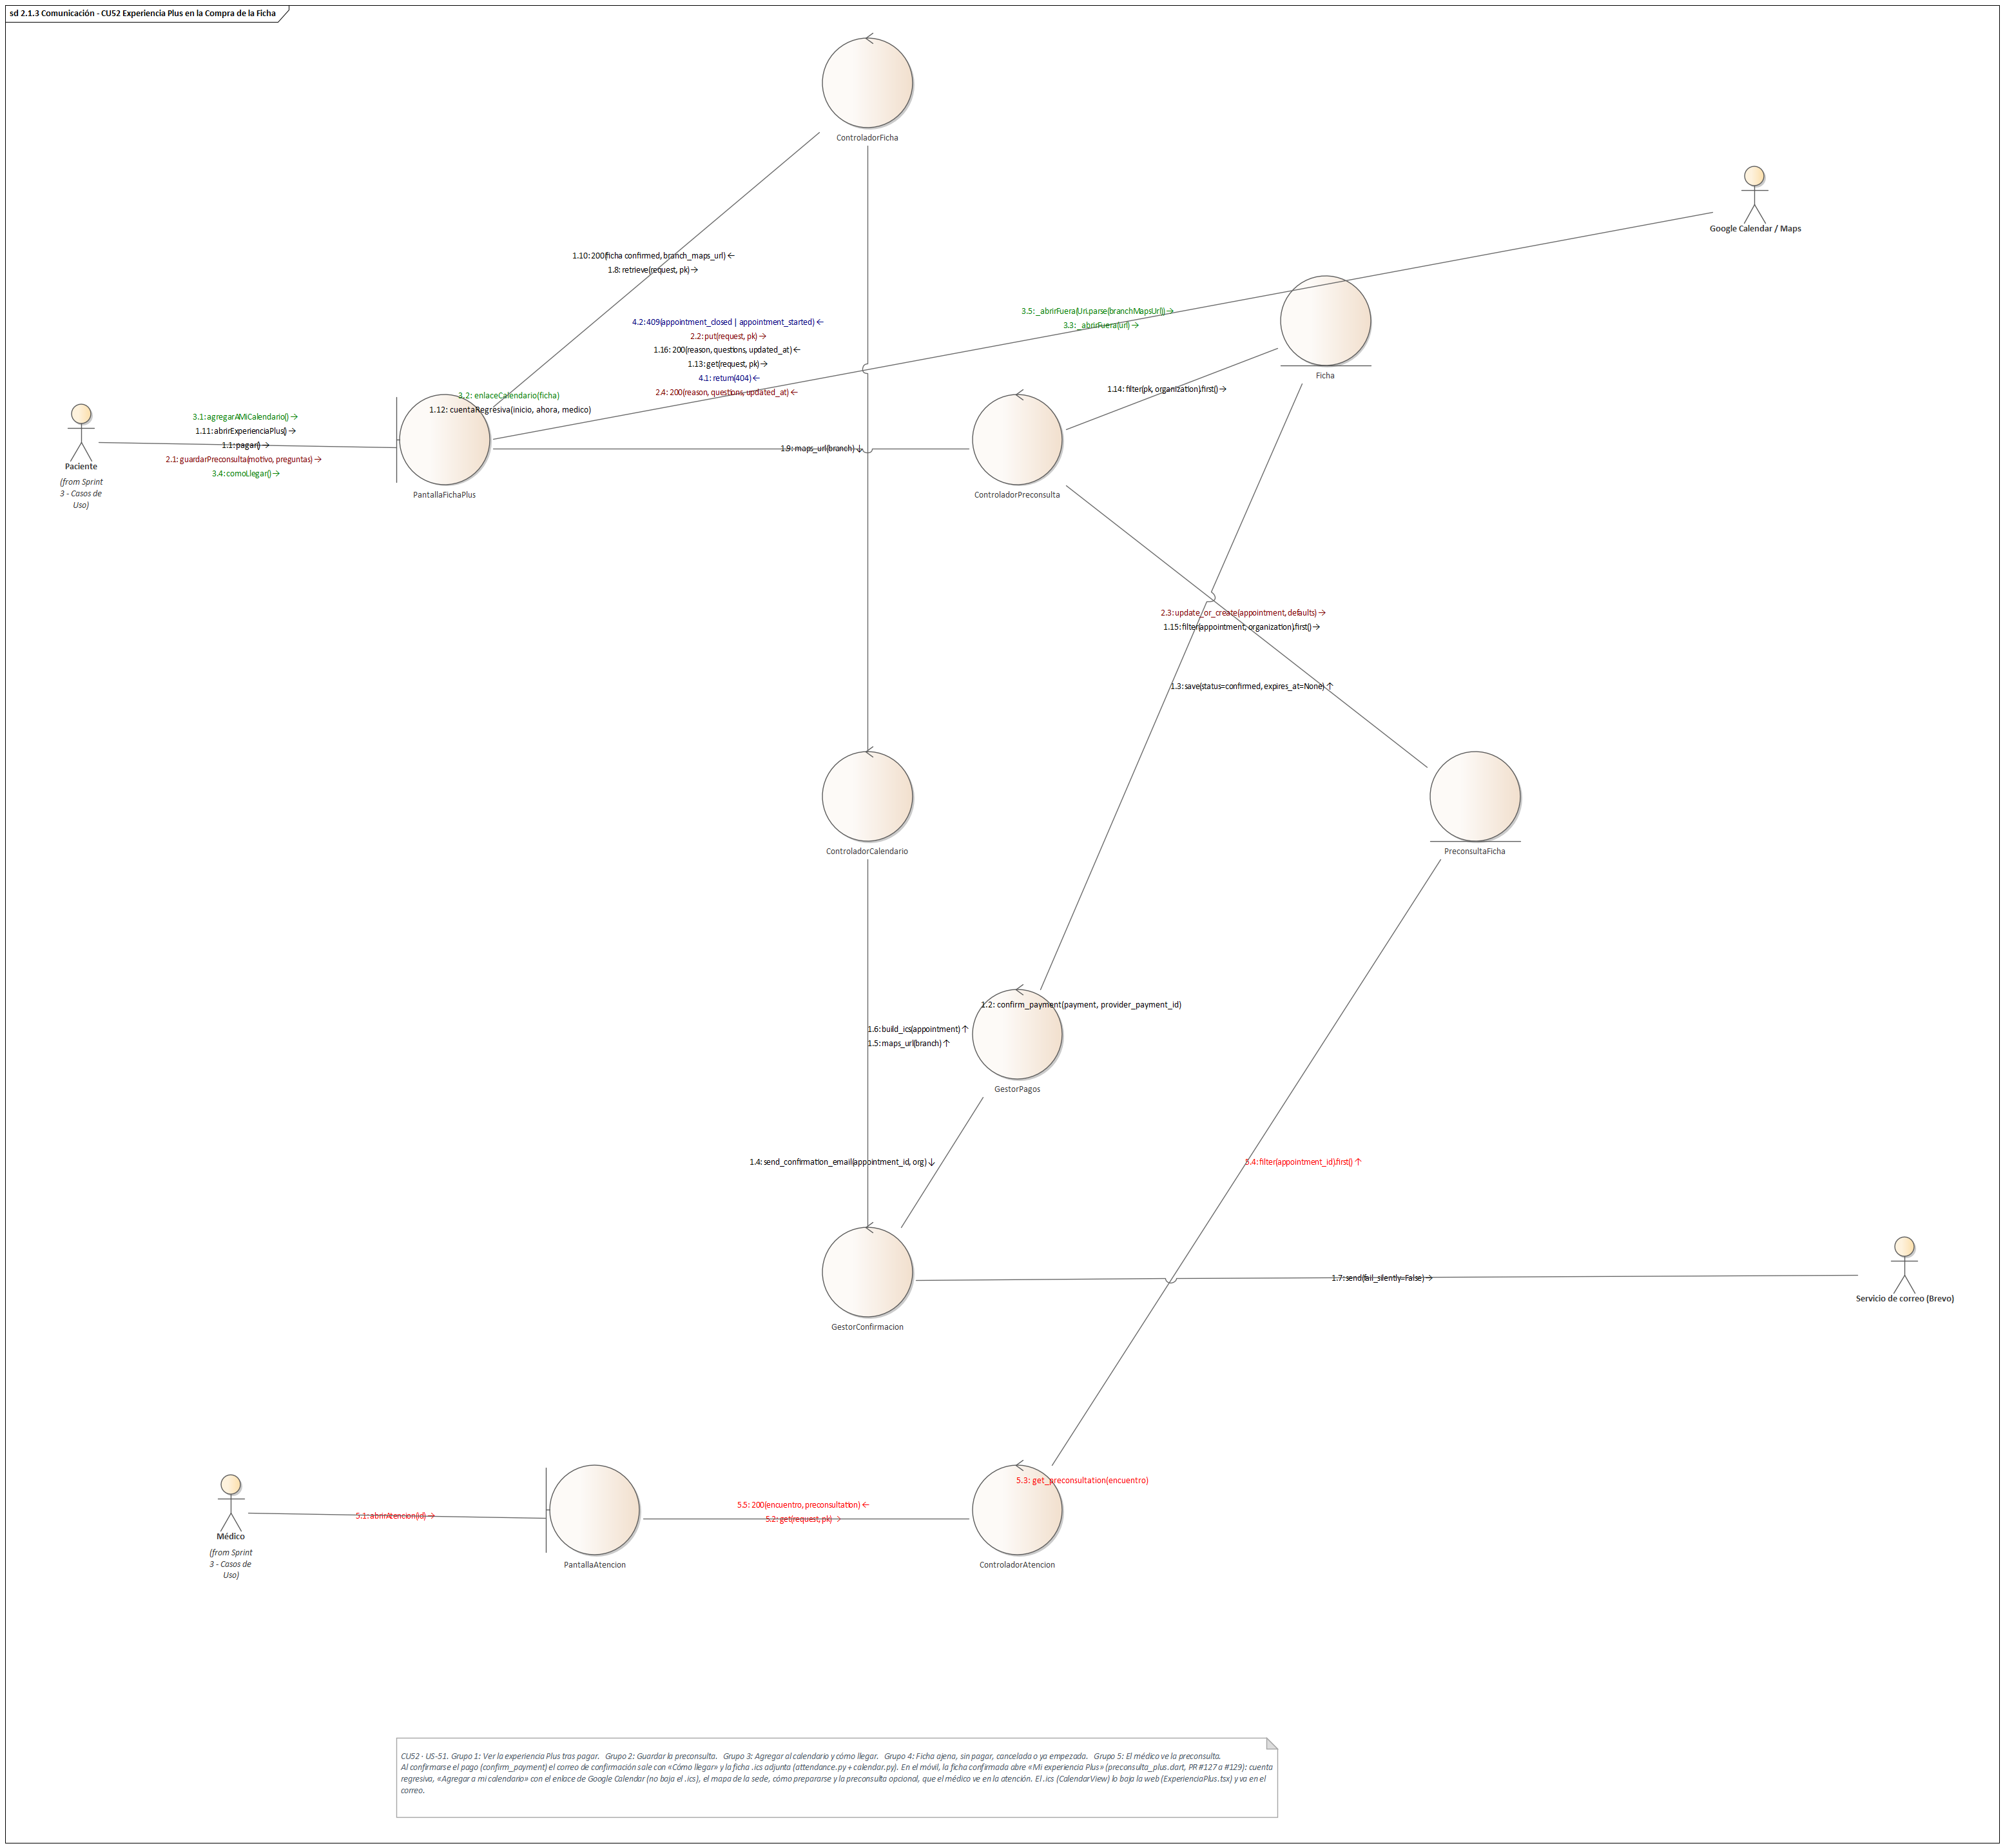 sd 2.1.3 Comunicación - CU52 Experiencia Plus en la Compra de la Ficha
ControladorFicha
Google Calendar / Maps
1.10: 200(ficha confirmed, branch_maps_url)
1.8: retrieve(request, pk)
3.5: _abrirFuera(Uri.parse(branchMapsUrl))
3.3: _abrirFuera(url)
4.2: 409(appointment_closed | appointment_started)
2.2: put(request, pk)
1.16: 200(reason, questions, updated_at)
1.13: get(request, pk)
4.1: return(404)
2.4: 200(reason, questions, updated_at)
Ficha
1.14: filter(pk, organization).first()
3.2: enlaceCalendario(ficha)
1.12: cuentaRegresiva(inicio, ahora, medico)
3.1: agregarAMiCalendario()
1.11: abrirExperienciaPlus()
1.1: pagar()
2.1: guardarPreconsulta(motivo, preguntas)
3.4: comoLlegar()
1.9: maps_url(branch)
Paciente
(from Sprint
3 - Casos de
Uso)
PantallaFichaPlus
ControladorPreconsulta
2.3: update_or_create(appointment, defaults)
1.15: filter(appointment, organization).first()
1.3: save(status=confirmed, expires_at=None)
ControladorCalendario
PreconsultaFicha
1.2: confirm_payment(payment, provider_payment_id)
1.6: build_ics(appointment)
1.5: maps_url(branch)
GestorPagos
1.4: send_confirmation_email(appointment_id, org)
5.4: filter(appointment_id).first()
1.7: send(fail_silently=False)
Servicio de correo (Brevo)
GestorConfirmacion
5.3: get_preconsultation(encuentro)
5.5: 200(encuentro, preconsultation)
5.2: get(request, pk)
5.1: abrirAtencion(id)
Médico
(from Sprint
3 - Casos de
Uso)
PantallaAtencion
ControladorAtencion
CU52 - US-51. Grupo 1: Ver la experiencia Plus tras pagar.   Grupo 2: Guardar la preconsulta.   Grupo 3: Agregar al calendario y cómo llegar.   Grupo 4: Ficha ajena, sin pagar, cancelada o ya empezada.   Grupo 5: El médico ve la preconsulta.
Al confirmarse el pago (confirm_payment) el correo de confirmación sale con «Cómo llegar» y la ficha .ics adjunta (attendance.py + calendar.py). En el móvil, la ficha confirmada abre «Mi experiencia Plus» (preconsulta_plus.dart, PR #127 a #129): cuenta
regresiva, «Agregar a mi calendario» con el enlace de Google Calendar (no baja el .ics), el mapa de la sede, cómo prepararse y la preconsulta opcional, que el médico ve en la atención. El .ics (CalendarView) lo baja la web (ExperienciaPlus.tsx) y va en el
correo.